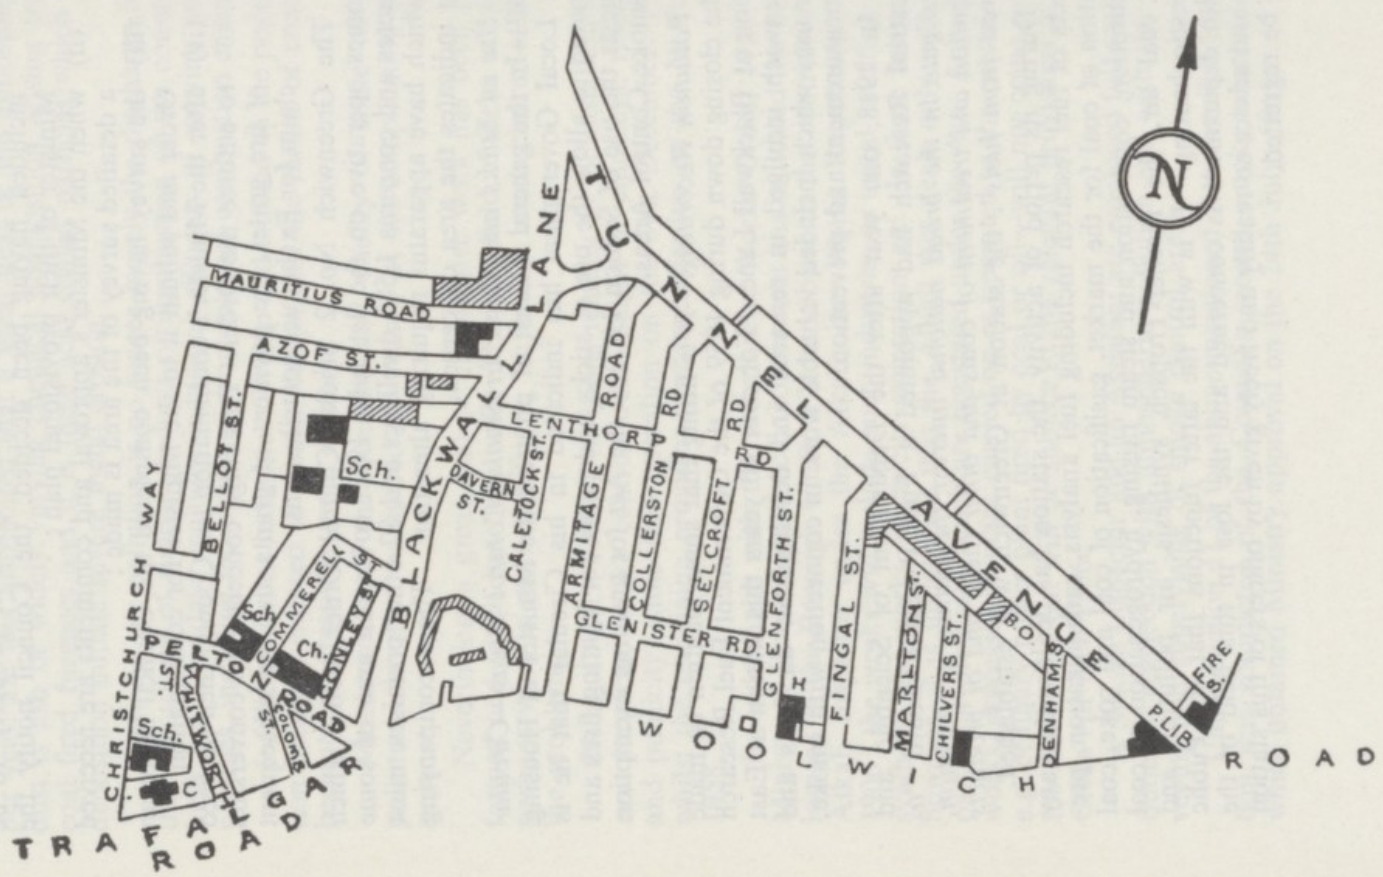 N
TUNNEL AVENUE
BLACKWALL LANE
MAURITIUS ROAD
AZOF ST.
BELLOT ST.
CHRISTCHURCH WAY
Sch.
LENTHORP RD
ROAD
RD
RD
DAVERN ST.
CALETOCK ST.
ARMITAGE
COLLERSTON
SELCROFT
GLENISTER RD.
GLENFORTH ST.
FINGAL ST.
MARLTON ST.
CHILVERS ST.
DENHAM S.
B.O.
H
P. LIB
FIRE S.
COMMERELL ST
Sch
Ch.
CONLEY ST
PELTON ROAD
WHITWORTH ST.
COLOMB ST.
Sch.
C
TRAFALGAR ROAD
WOOLWICH ROAD